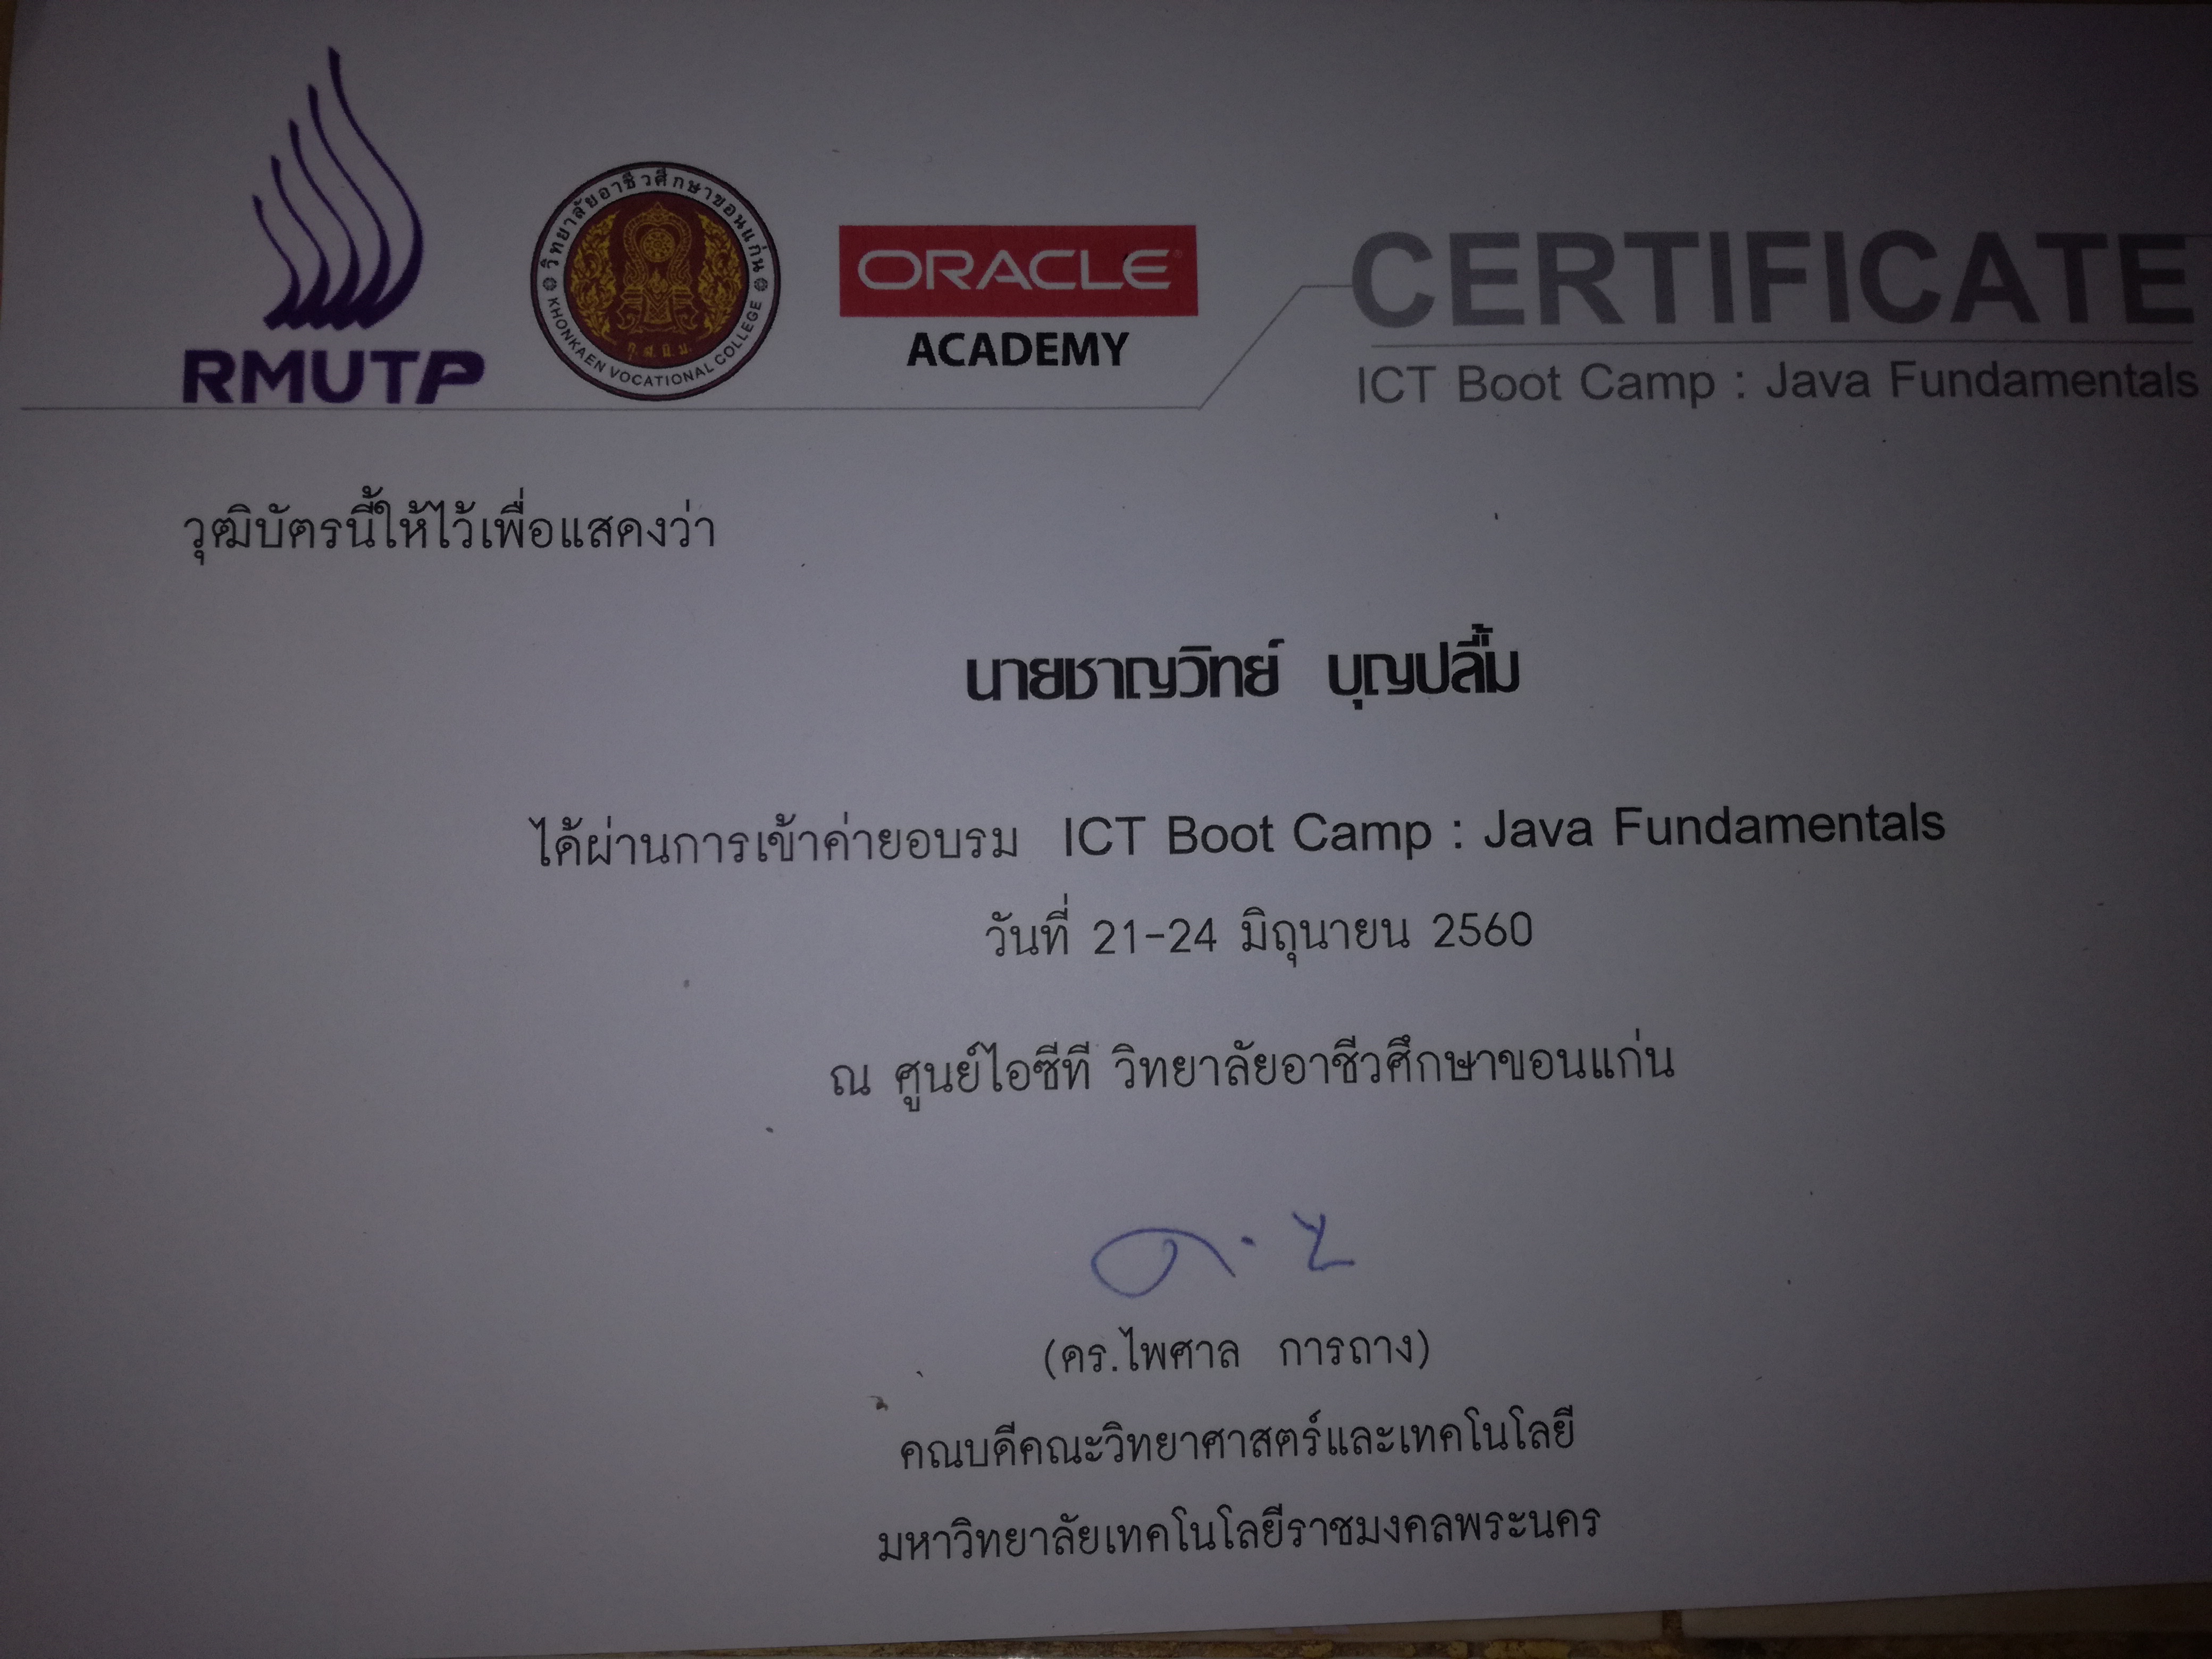 RMUTP
วิทยาลัยอาชีวศึกษาขอนแก่น
KHONKAEN VOCATIONAL COLLEGE
ORACLE
ACADEMY
CERTIFICATE
ICT Boot Camp : Java Fundamentals
วุฒิบัตรนี้ให้ไว้เพื่อแสดงว่า
นายชาญวิทย์ บุญปลื้ม
ได้ผ่านการเข้าค่ายอบรม ICT Boot Camp : Java Fundamentals
วันที่ 21-24 มิถุนายน 2560
ณ ศูนย์ไอซีที วิทยาลัยอาชีวศึกษาขอนแก่น
(ดร.ไพศาล การถาง)
คณบดีคณะวิทยาศาสตร์และเทคโนโลยี
มหาวิทยาลัยเทคโนโลยีราชมงคลพระนคร